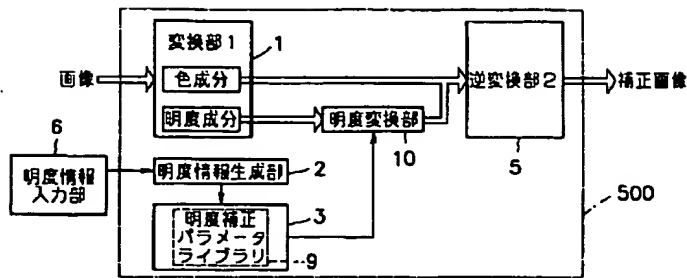 変換部1
1
画像
色成分
明度成分
明度変換部
10
逆変換部2
5
補正画像
6
明度情報
入力部
明度情報生成部
2
明度補正
パラメータ
ライブラリ
3
9
500